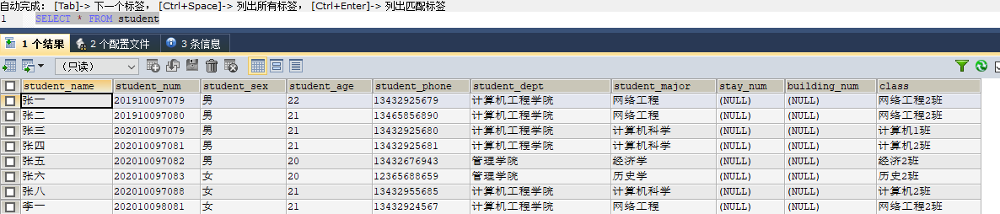 自动完成： [Tab]-> 下一个标签， [Ctrl+Space]-> 列出所有标签， [Ctrl+Enter]-> 列出匹配标签
1 SELECT * FROM student
1 个结果 2 个配置文件 3 条信息
（只读）
student_name student_num student_sex student_age student_phone student_dept student_major stay_num building_num class
张一 201910097079 男 22 13432925679 计算机工程学院 网络工程 (NULL) (NULL) 网络工程2班
张二 201910097080 男 21 13465856890 计算机工程学院 网络工程 (NULL) (NULL) 网络工程2班
张三 202010097079 男 21 13432925680 计算机工程学院 计算机科学 (NULL) (NULL) 计算机1班
张四 202010097081 男 21 13432925681 计算机工程学院 计算机科学 (NULL) (NULL) 计算机2班
张五 202010097082 男 20 13432676943 管理学院 经济学 (NULL) (NULL) 经济2班
张六 202010097083 女 20 12365688659 管理学院 历史学 (NULL) (NULL) 历史2班
张八 202010097088 女 21 13432955685 计算机工程学院 计算机科学 (NULL) (NULL) 计算机2班
李一 202010098081 女 21 13432924567 计算机工程学院 网络工程 (NULL) (NULL) 网络工程2班